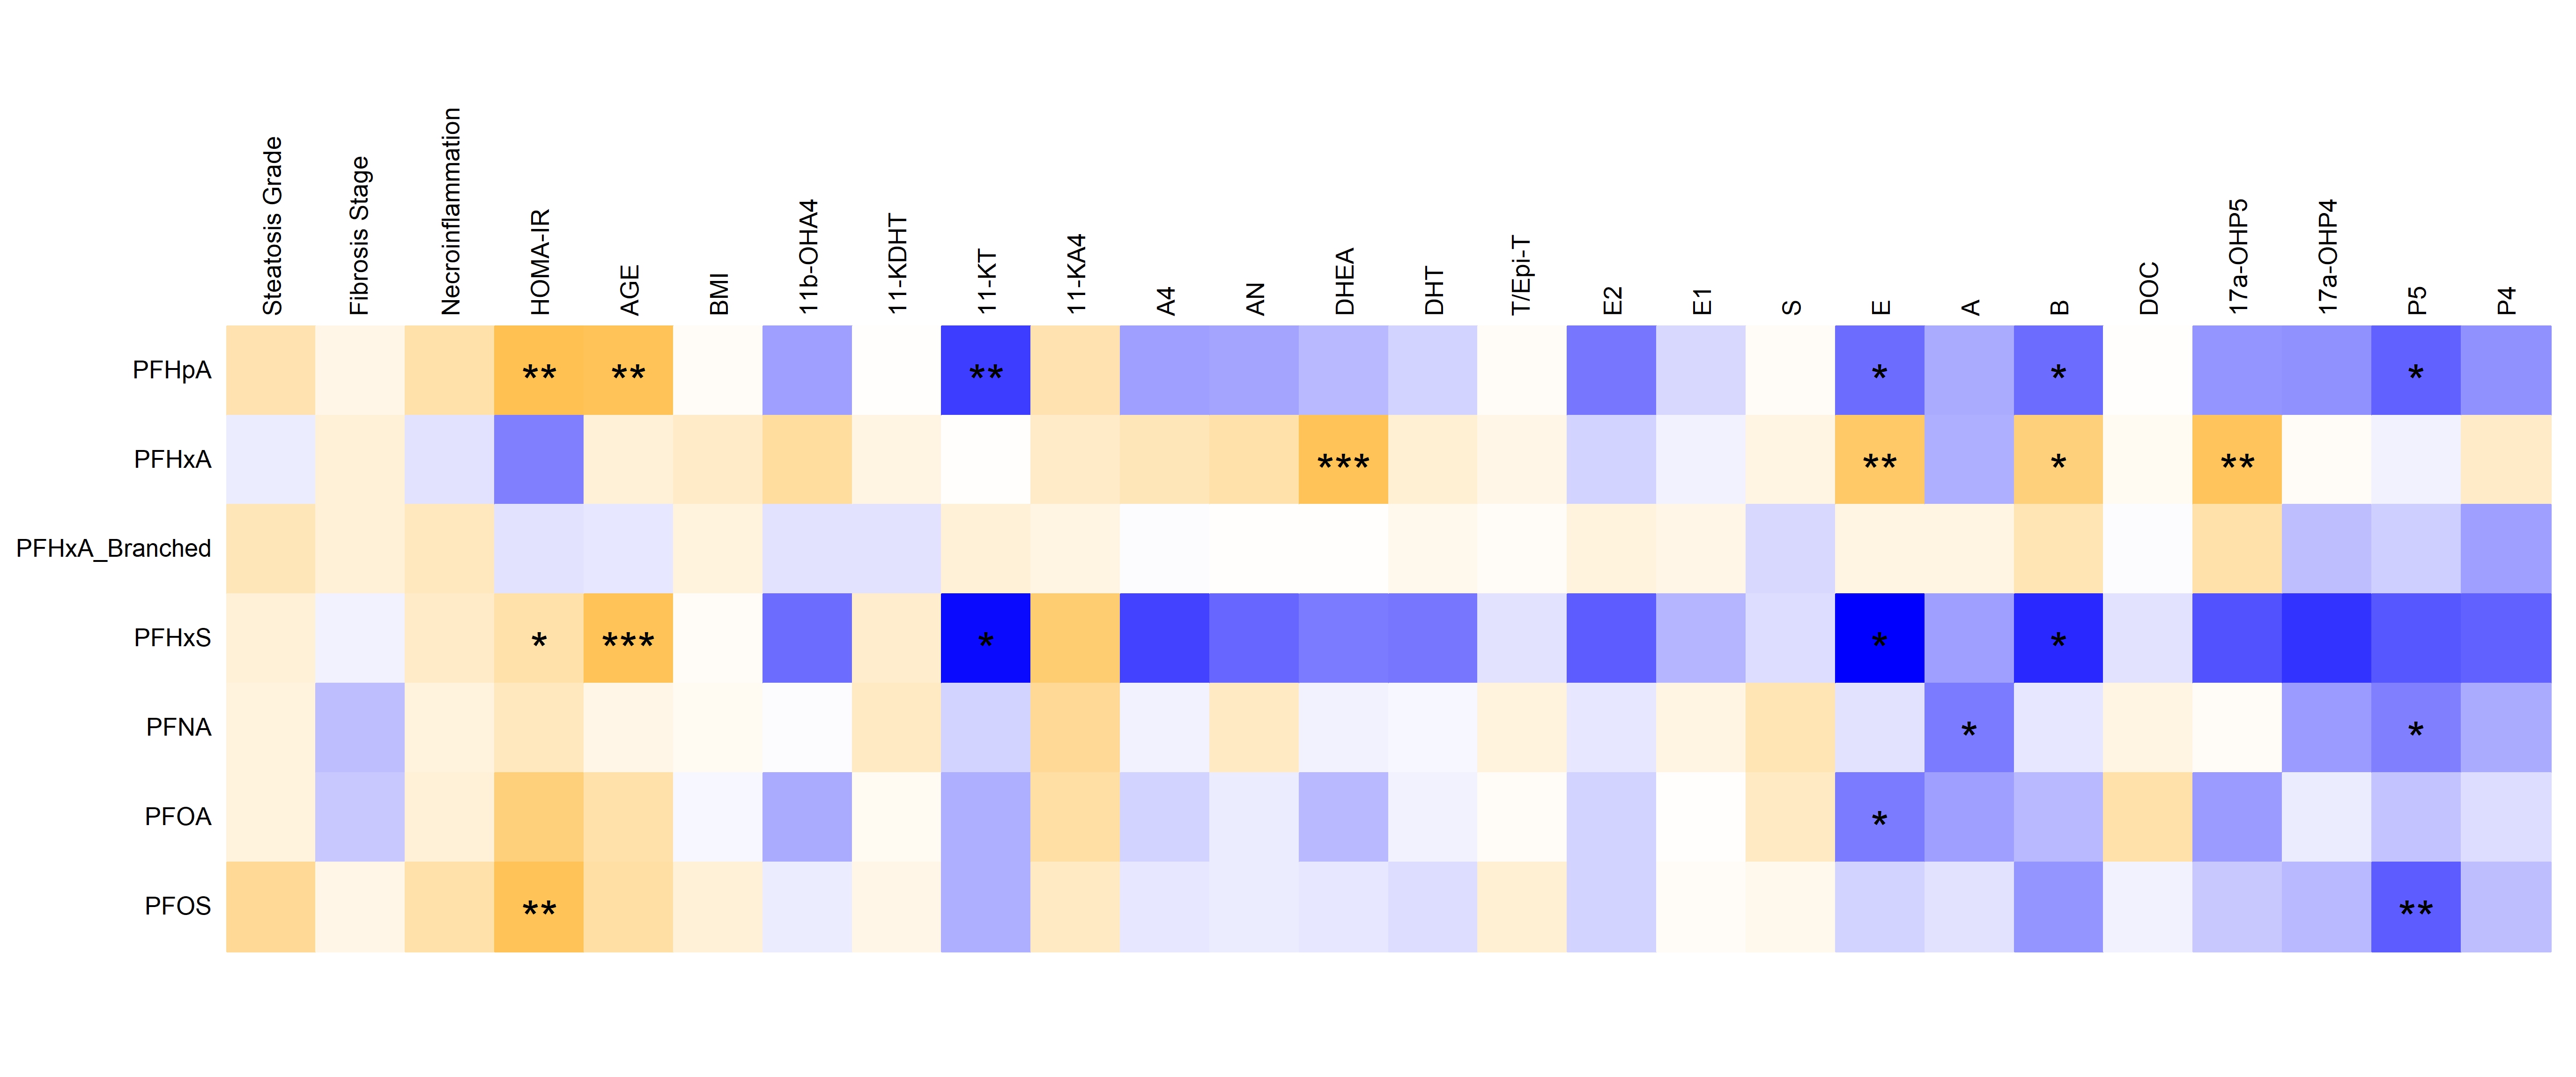 Steatosis Grade
Fibrosis Stage
Necroinflammation
HOMA-IR
AGE
BMI
11b-OHA4
11-KDHT
11-KT
11-KA4
A4
AN
DHEA
DHT
T/Epi-T
E2
E1
S
E
A
B
DOC
17a-OHP5
17a-OHP4
P5
P4
PFHpA ** ** ** * * *
PFHxA *** ** * **
PFHxA_Branched
PFHxS * *** * * *
PFNA * *
PFOA *
PFOS ** **